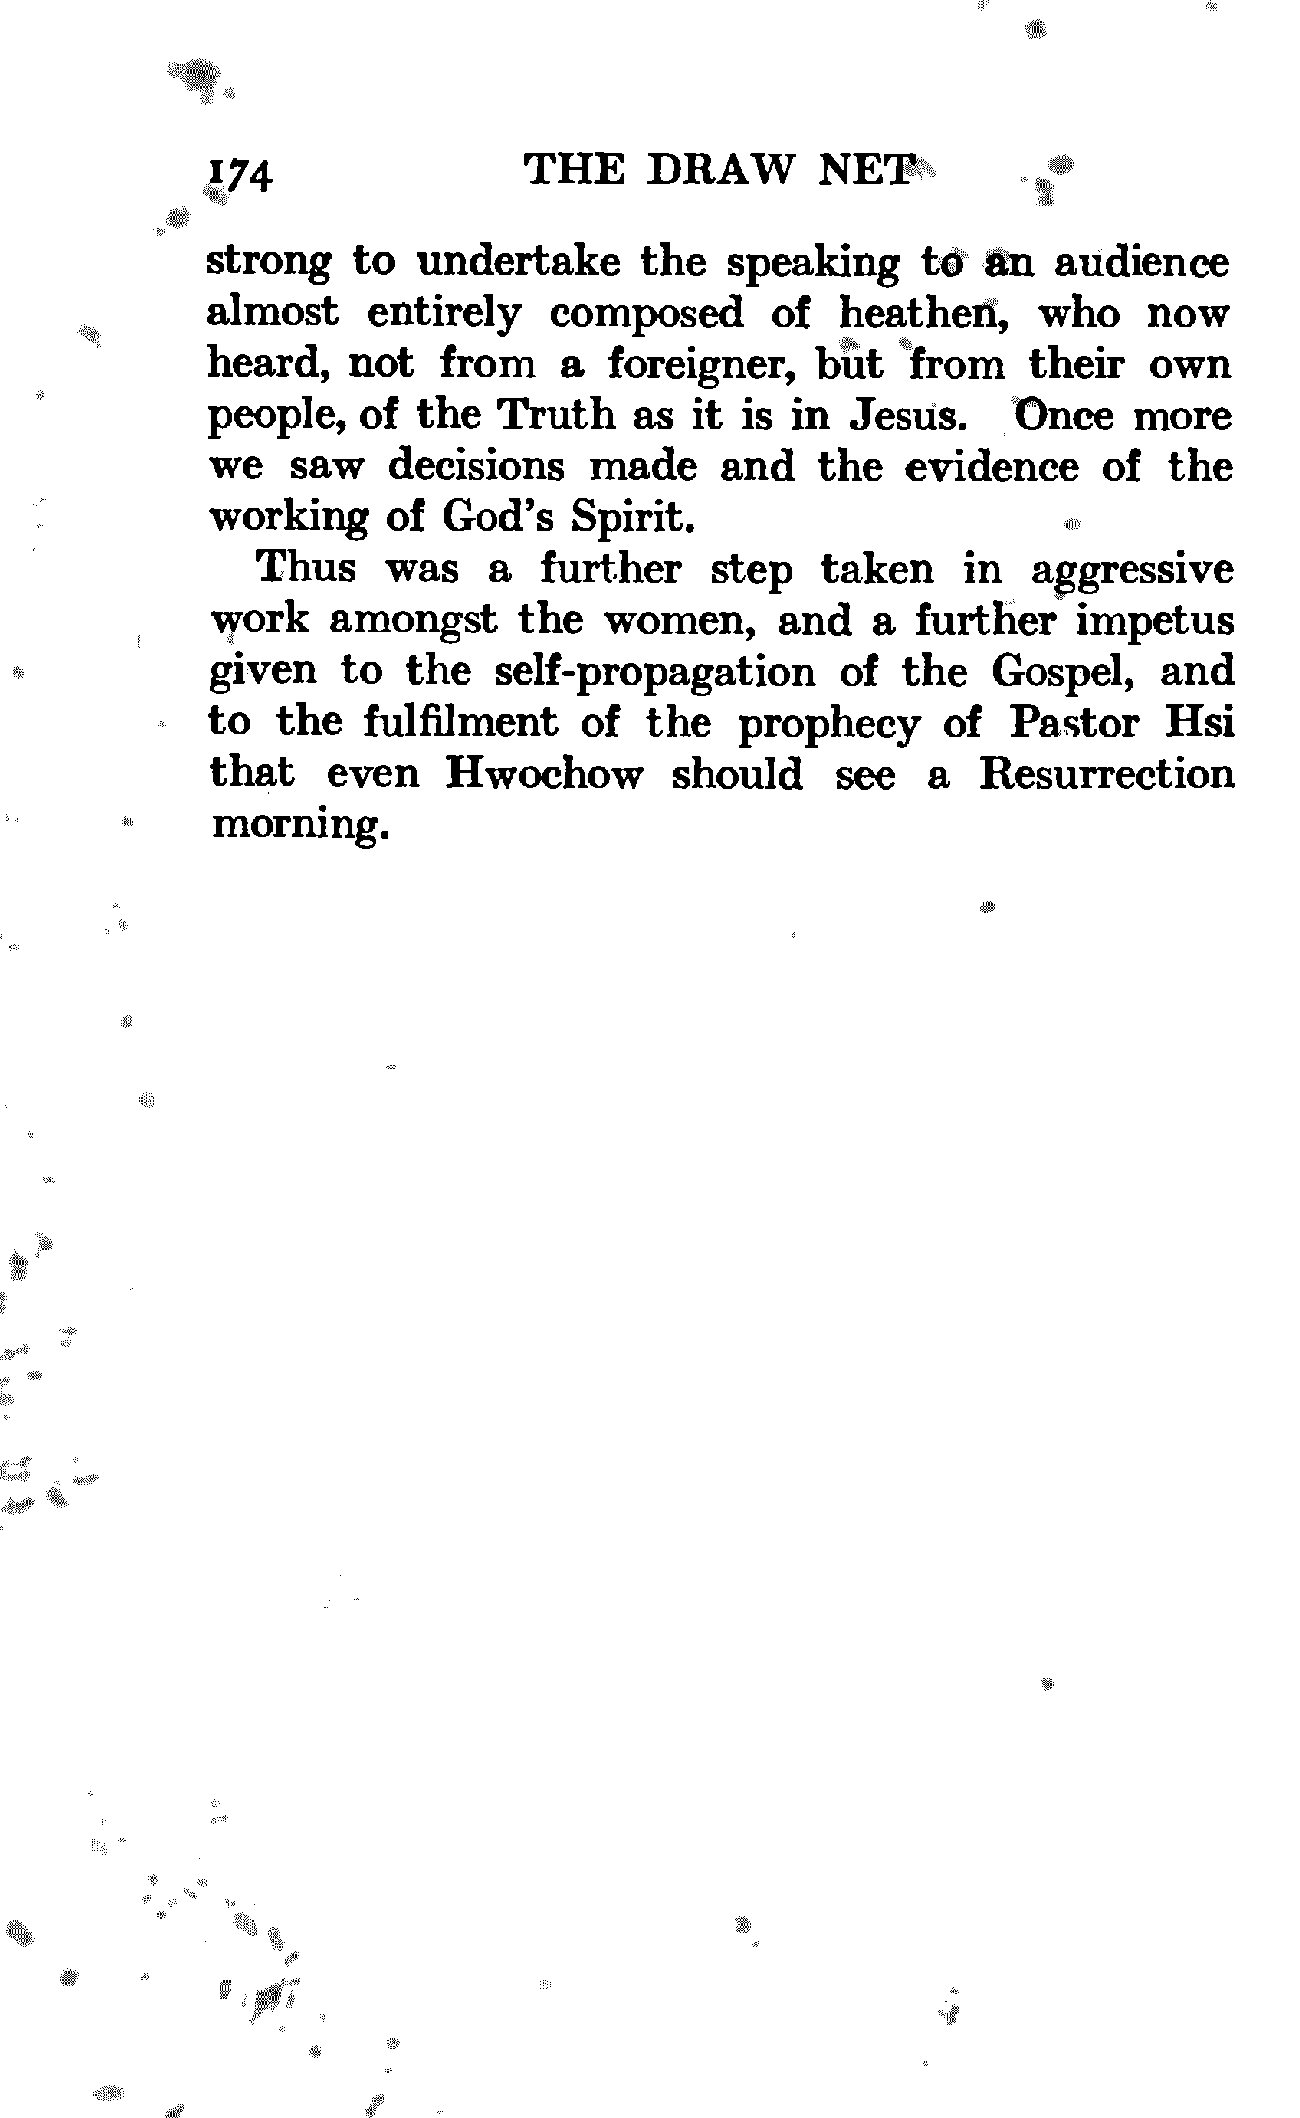 174 THE DRAW NET
strong to undertake the speaking to an audience
almost entirely composed of heathen, who now
heard, not from a foreigner, but from their own
people, of the Truth as it is in Jesus. Once more
we saw decisions made and the evidence of the
working of God's Spirit.
Thus was a further step taken in aggressive
work amongst the women, and a further impetus
given to the self-propagation of the Gospel, and
to the fulfilment of the prophecy of Pastor Hsi
that even Hwochow should see a Resurrection
morning.